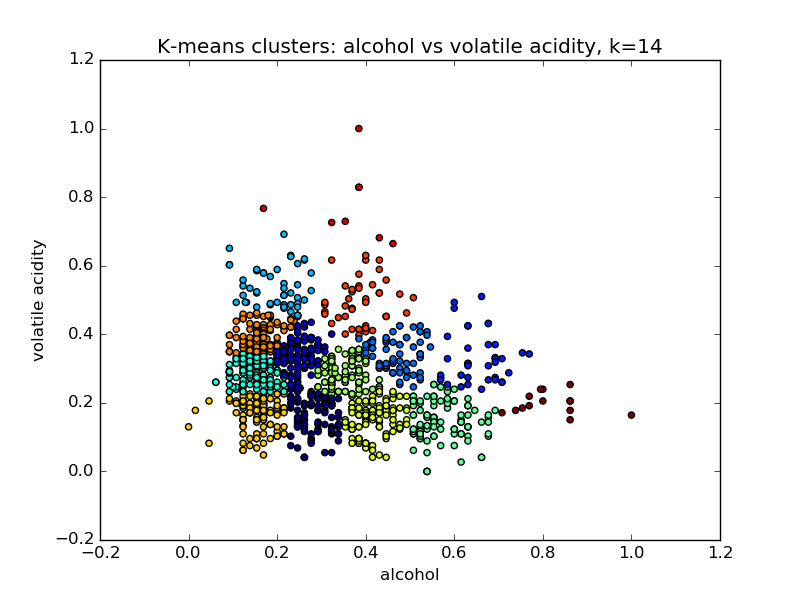 K-means clusters: alcohol vs volatile acidity, k=14
1.2
1.0
0.8
0.6
0.4
0.2
0.0
−0.2
volatile acidity
−0.2 0.0 0.2 0.4 0.6 0.8 1.0 1.2
alcohol